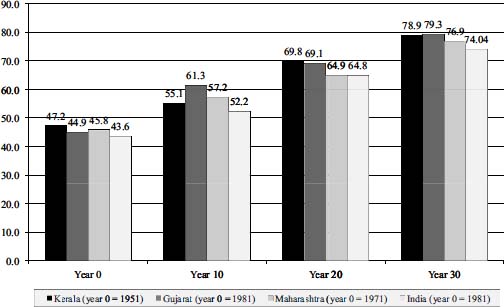 90.0
80.0
70.0
60.0
50.0
40.0
30.0
20.0
10.0
0.0
47.2 44.9 45.8 43.6
55.1 61.3 57.2 52.2
69.8 69.1 64.9 64.8
78.9 79.3 76.9 74.04
Year 0 Year 10 Year 20 Year 30
Kerala (year 0 = 1951) Gujarat (year 0 = 1981) Maharashtra (year 0 = 1971) India (year 0 = 1981)